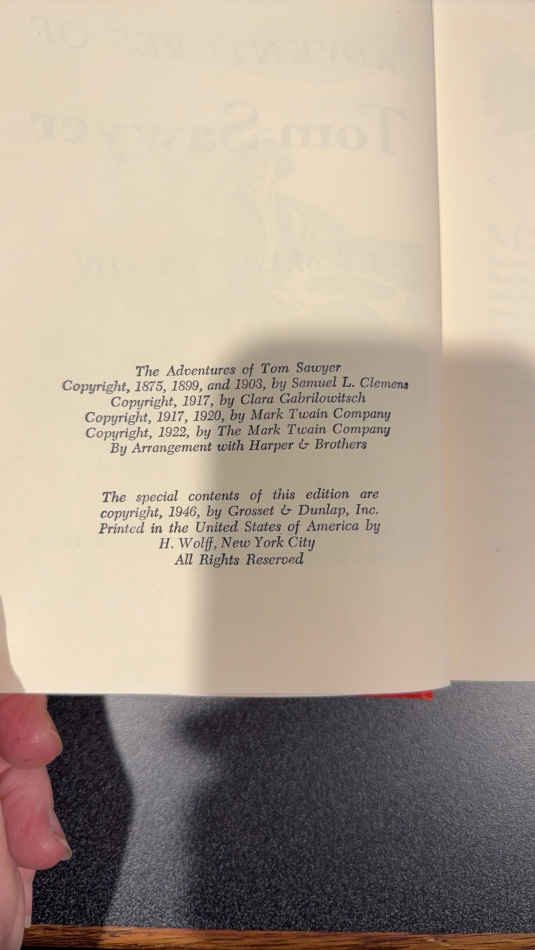 The Adventures of Tom Sawyer
Copyright, 1875, 1899, and 1903, by Samuel L. Clemens
Copyright, 1917, by Clara Gabrilowitsch
Copyright, 1917, 1920, by Mark Twain Company
Copyright, 1922, by The Mark Twain Company
By Arrangement with Harper & Brothers
The special contents of this edition are
copyright, 1946, by Grosset & Dunlap, Inc.
Printed in the United States of America by
H. Wolff, New York City
All Rights Reserved